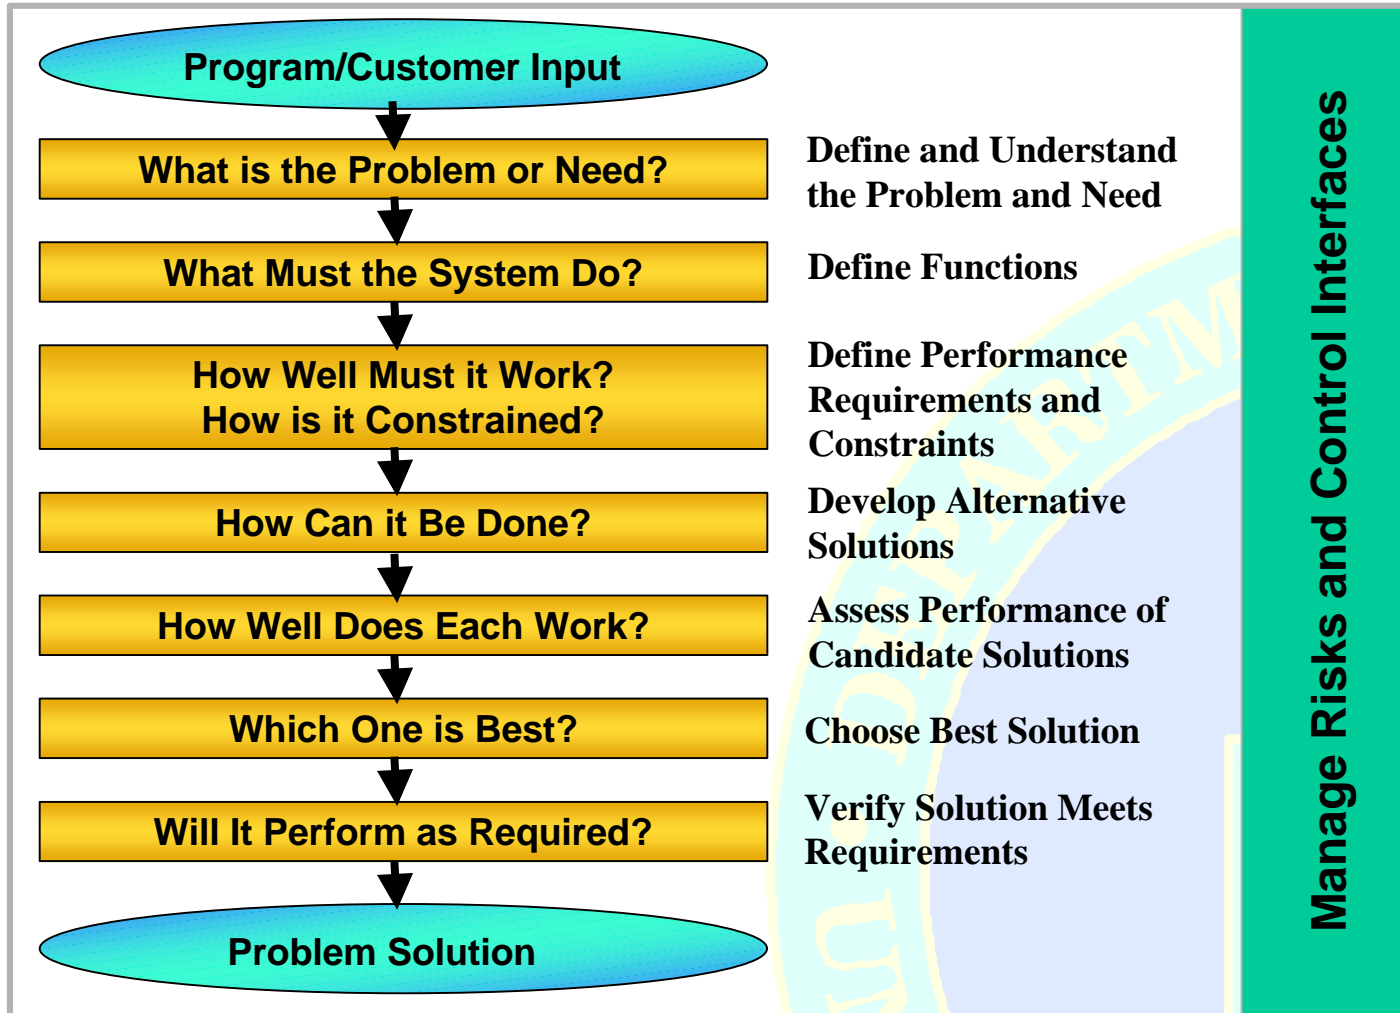 Program/Customer Input
What is the Problem or Need?
Define and Understand
the Problem and Need
What Must the System Do?
Define Functions
How Well Must it Work?
How is it Constrained?
Define Performance
Requirements and
Constraints
How Can it Be Done?
Develop Alternative
Solutions
How Well Does Each Work?
Assess Performance of
Candidate Solutions
Which One is Best?
Choose Best Solution
Will It Perform as Required?
Verify Solution Meets
Requirements
Problem Solution
Manage Risks and Control Interfaces